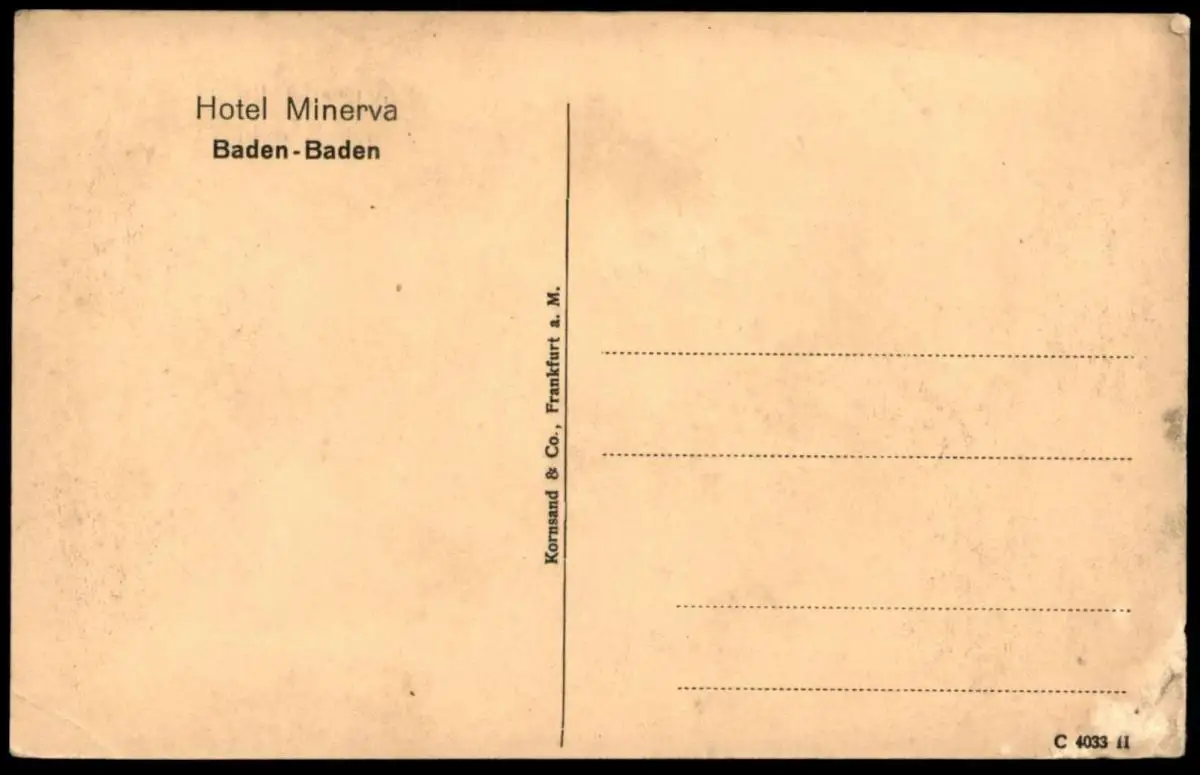 Hotel Minerva
Baden-Baden
Kornsand & Co., Frankfurt a. M.
C 4033 II